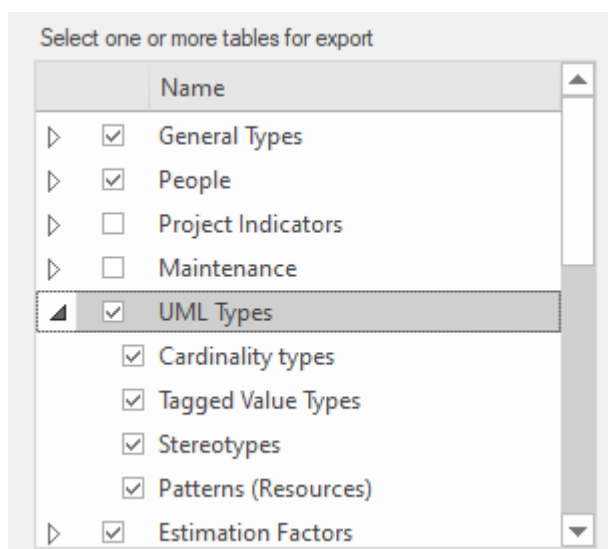 Select one or more tables for export
Name
General Types
People
Project Indicators
Maintenance
UML Types
Cardinality types
Tagged Value Types
Stereotypes
Patterns (Resources)
Estimation Factors